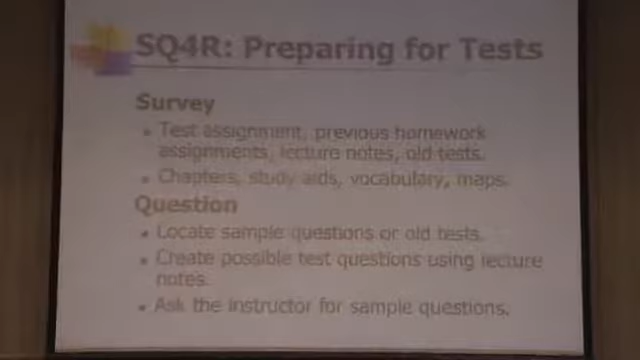 SQ4R: Preparing for Tests
Survey
Test assignment, previous homework
assignments, lecture notes, old tests.
Chapters, study aids, vocabulary, maps.
Question
Locate sample questions or old tests.
Create possible test questions using lecture
notes.
Ask the instructor for sample questions.